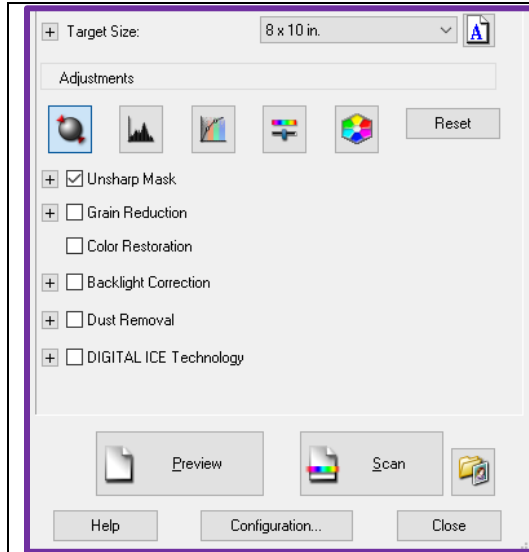 Target Size: 8 x 10 in. A
Adjustments
Reset
Unsharp Mask
Grain Reduction
Color Restoration
Backlight Correction
Dust Removal
DIGITAL ICE Technology
Preview Scan
Help Configuration... Close